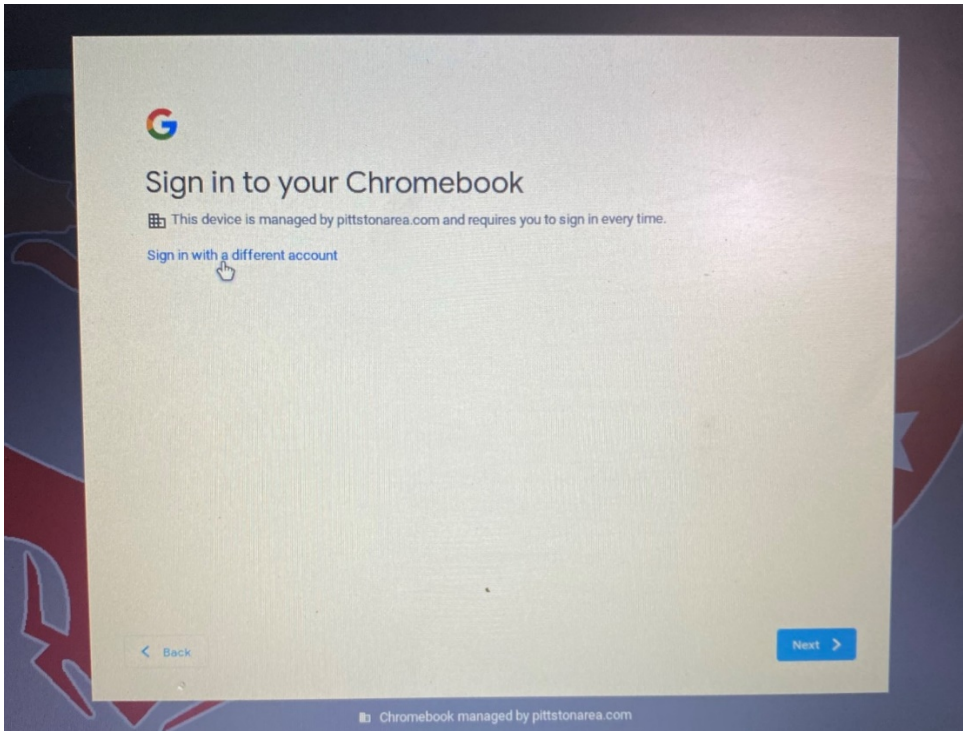 Sign in to your Chromebook
This device is managed by pittstonarea.com and requires you to sign in every time.
Sign in with a different account
Back
Next
Chromebook managed by pittstonarea.com